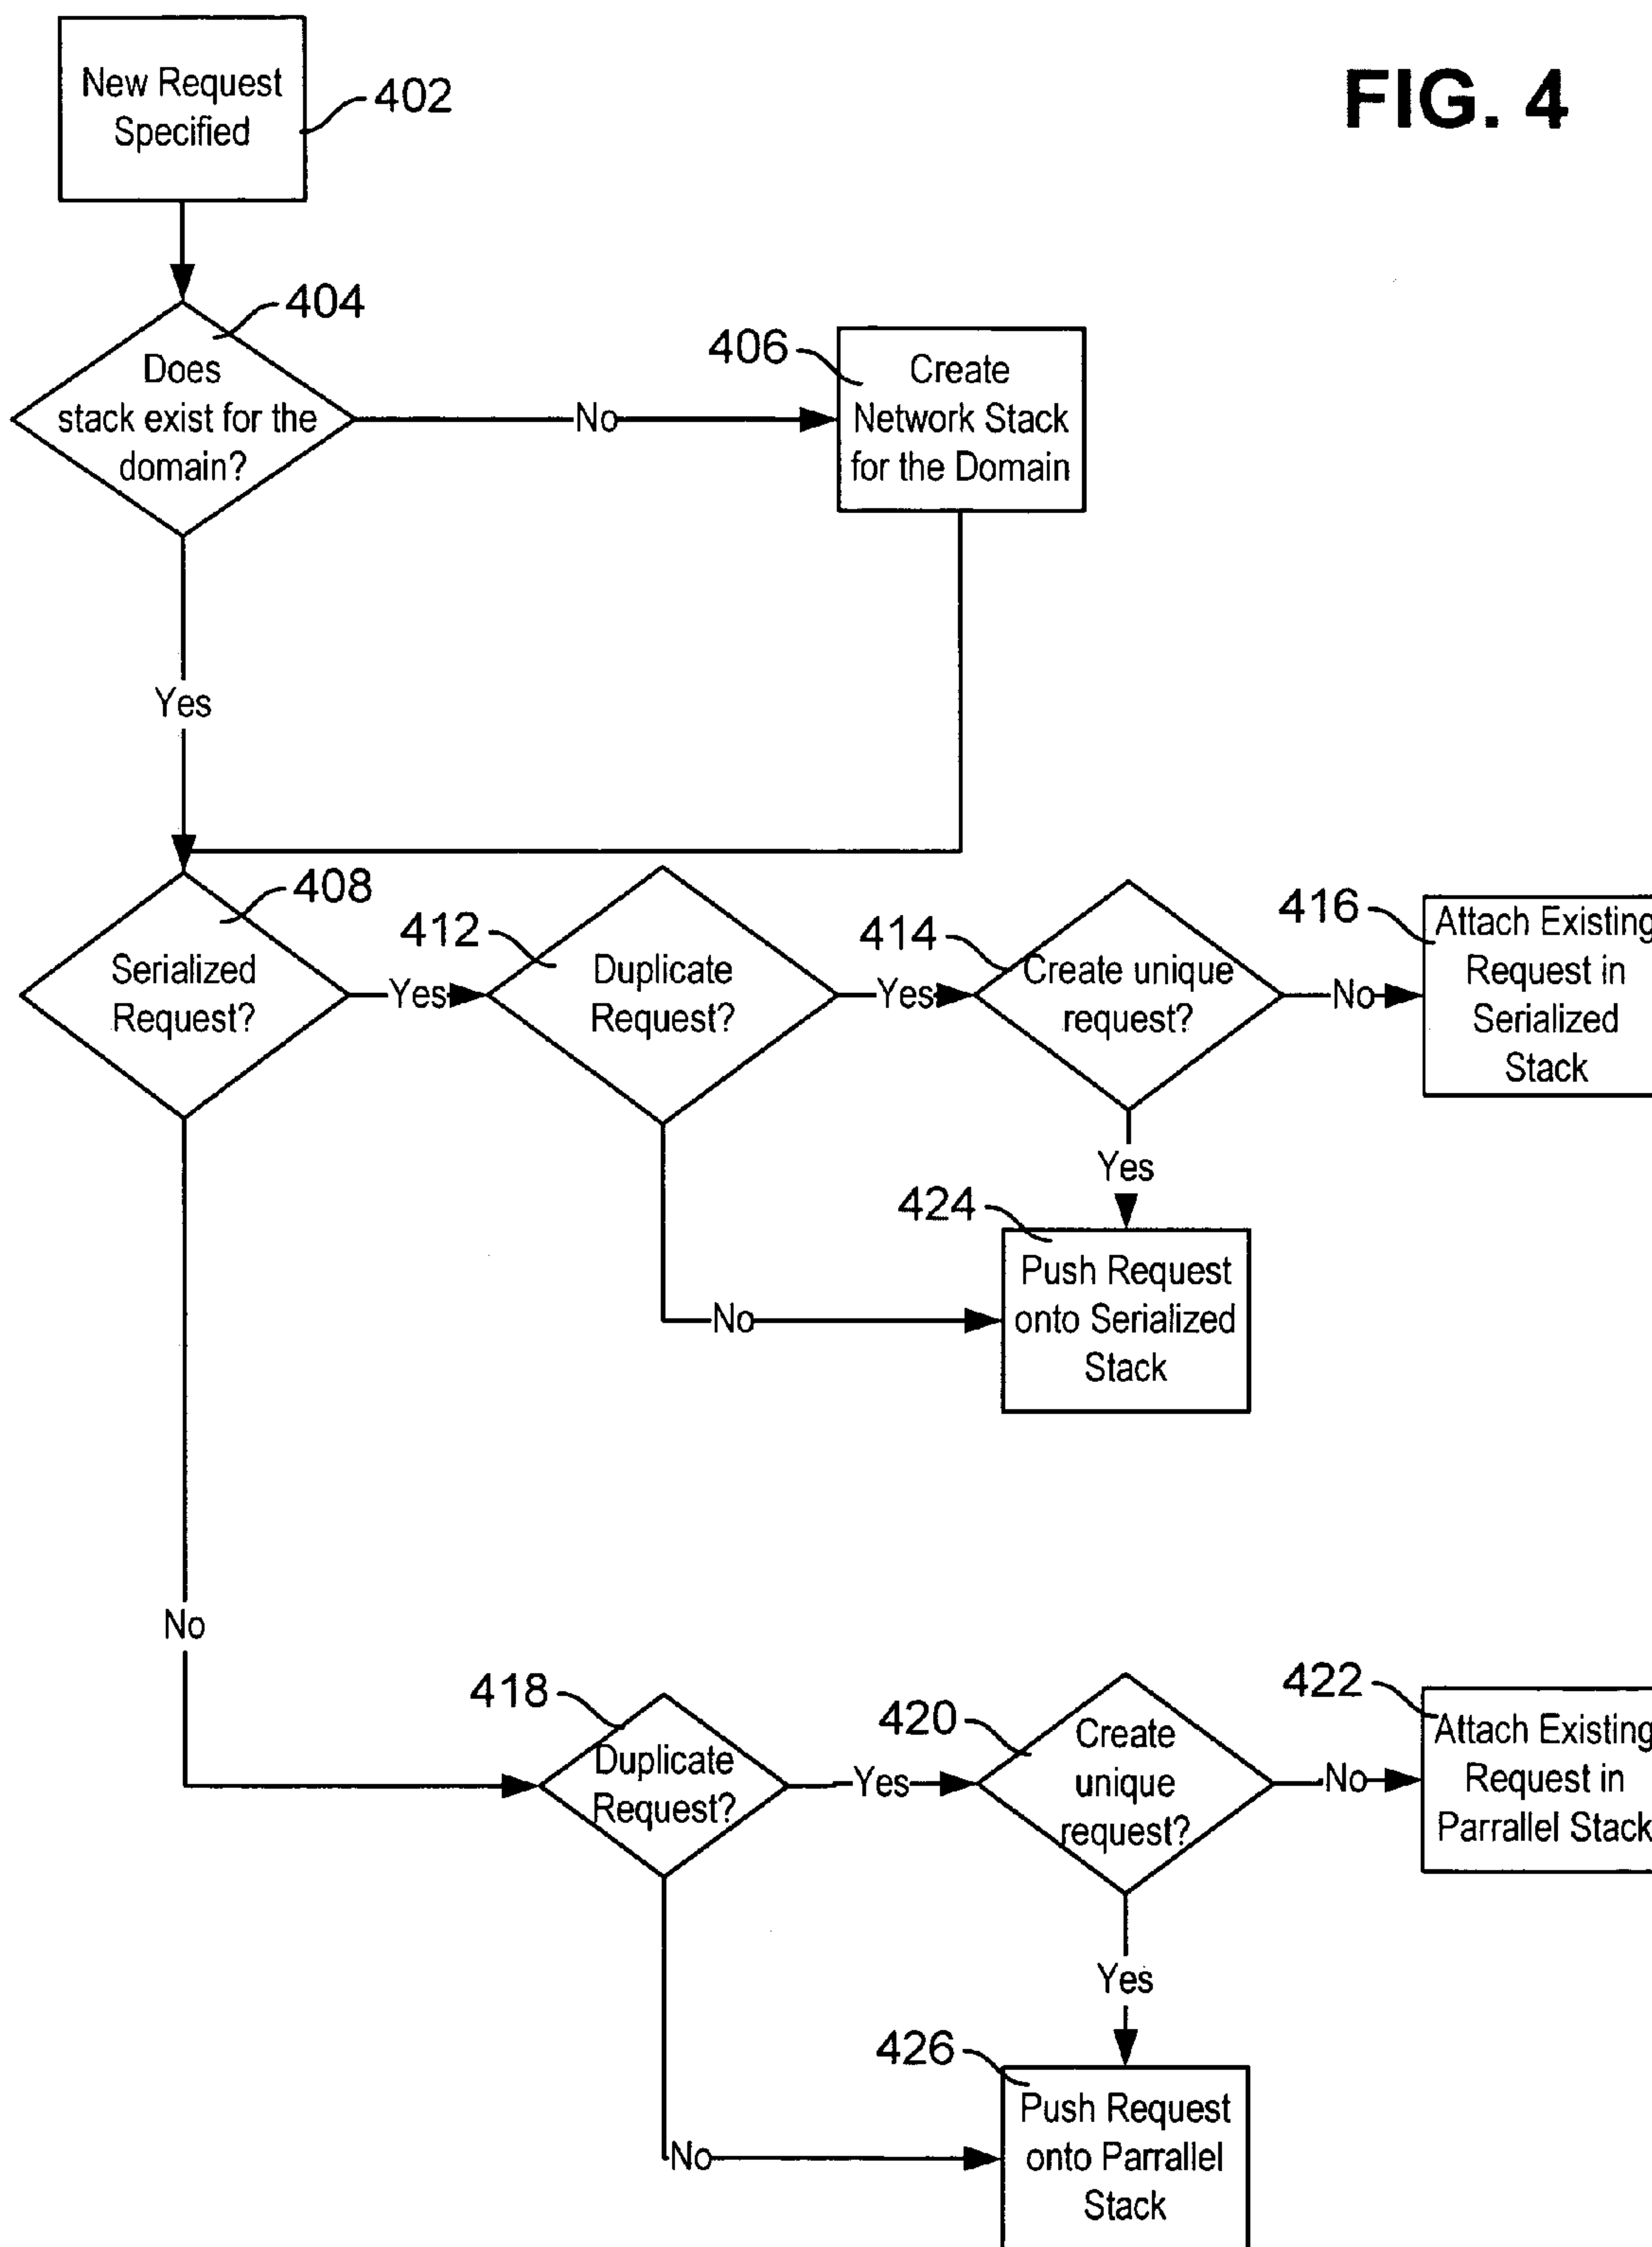 FIG. 4
New Request
Specified
402
404
Does
stack exist for the
domain?
No
406
Create
Network Stack
for the Domain
Yes
408
Serialized
Request?
Yes
412
Duplicate
Request?
Yes
414
Create unique
request?
No
416
Attach Existing
Request in
Serialized
Stack
Yes
424
Push Request
onto Serialized
Stack
No
No
418
Duplicate
Request?
Yes
420
Create
unique
request?
No
422
Attach Existing
Request in
Parrallel Stack
Yes
426
Push Request
onto Parrallel
Stack
No